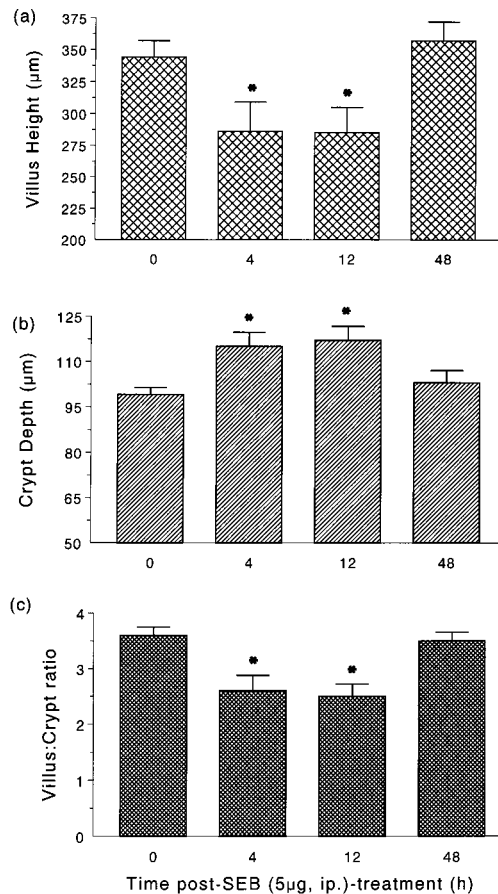 (a)
Villus Height (µm)
375
350
325
300
275
250
225
200
*
*
0 4 12 48
(b)
Crypt Depth (µm)
125
110
95
80
65
50
*
*
0 4 12 48
(c)
Villus:Crypt ratio
4
3
2
1
0
*
*
0 4 12 48
Time post-SEB (5µg, ip.)-treatment (h)